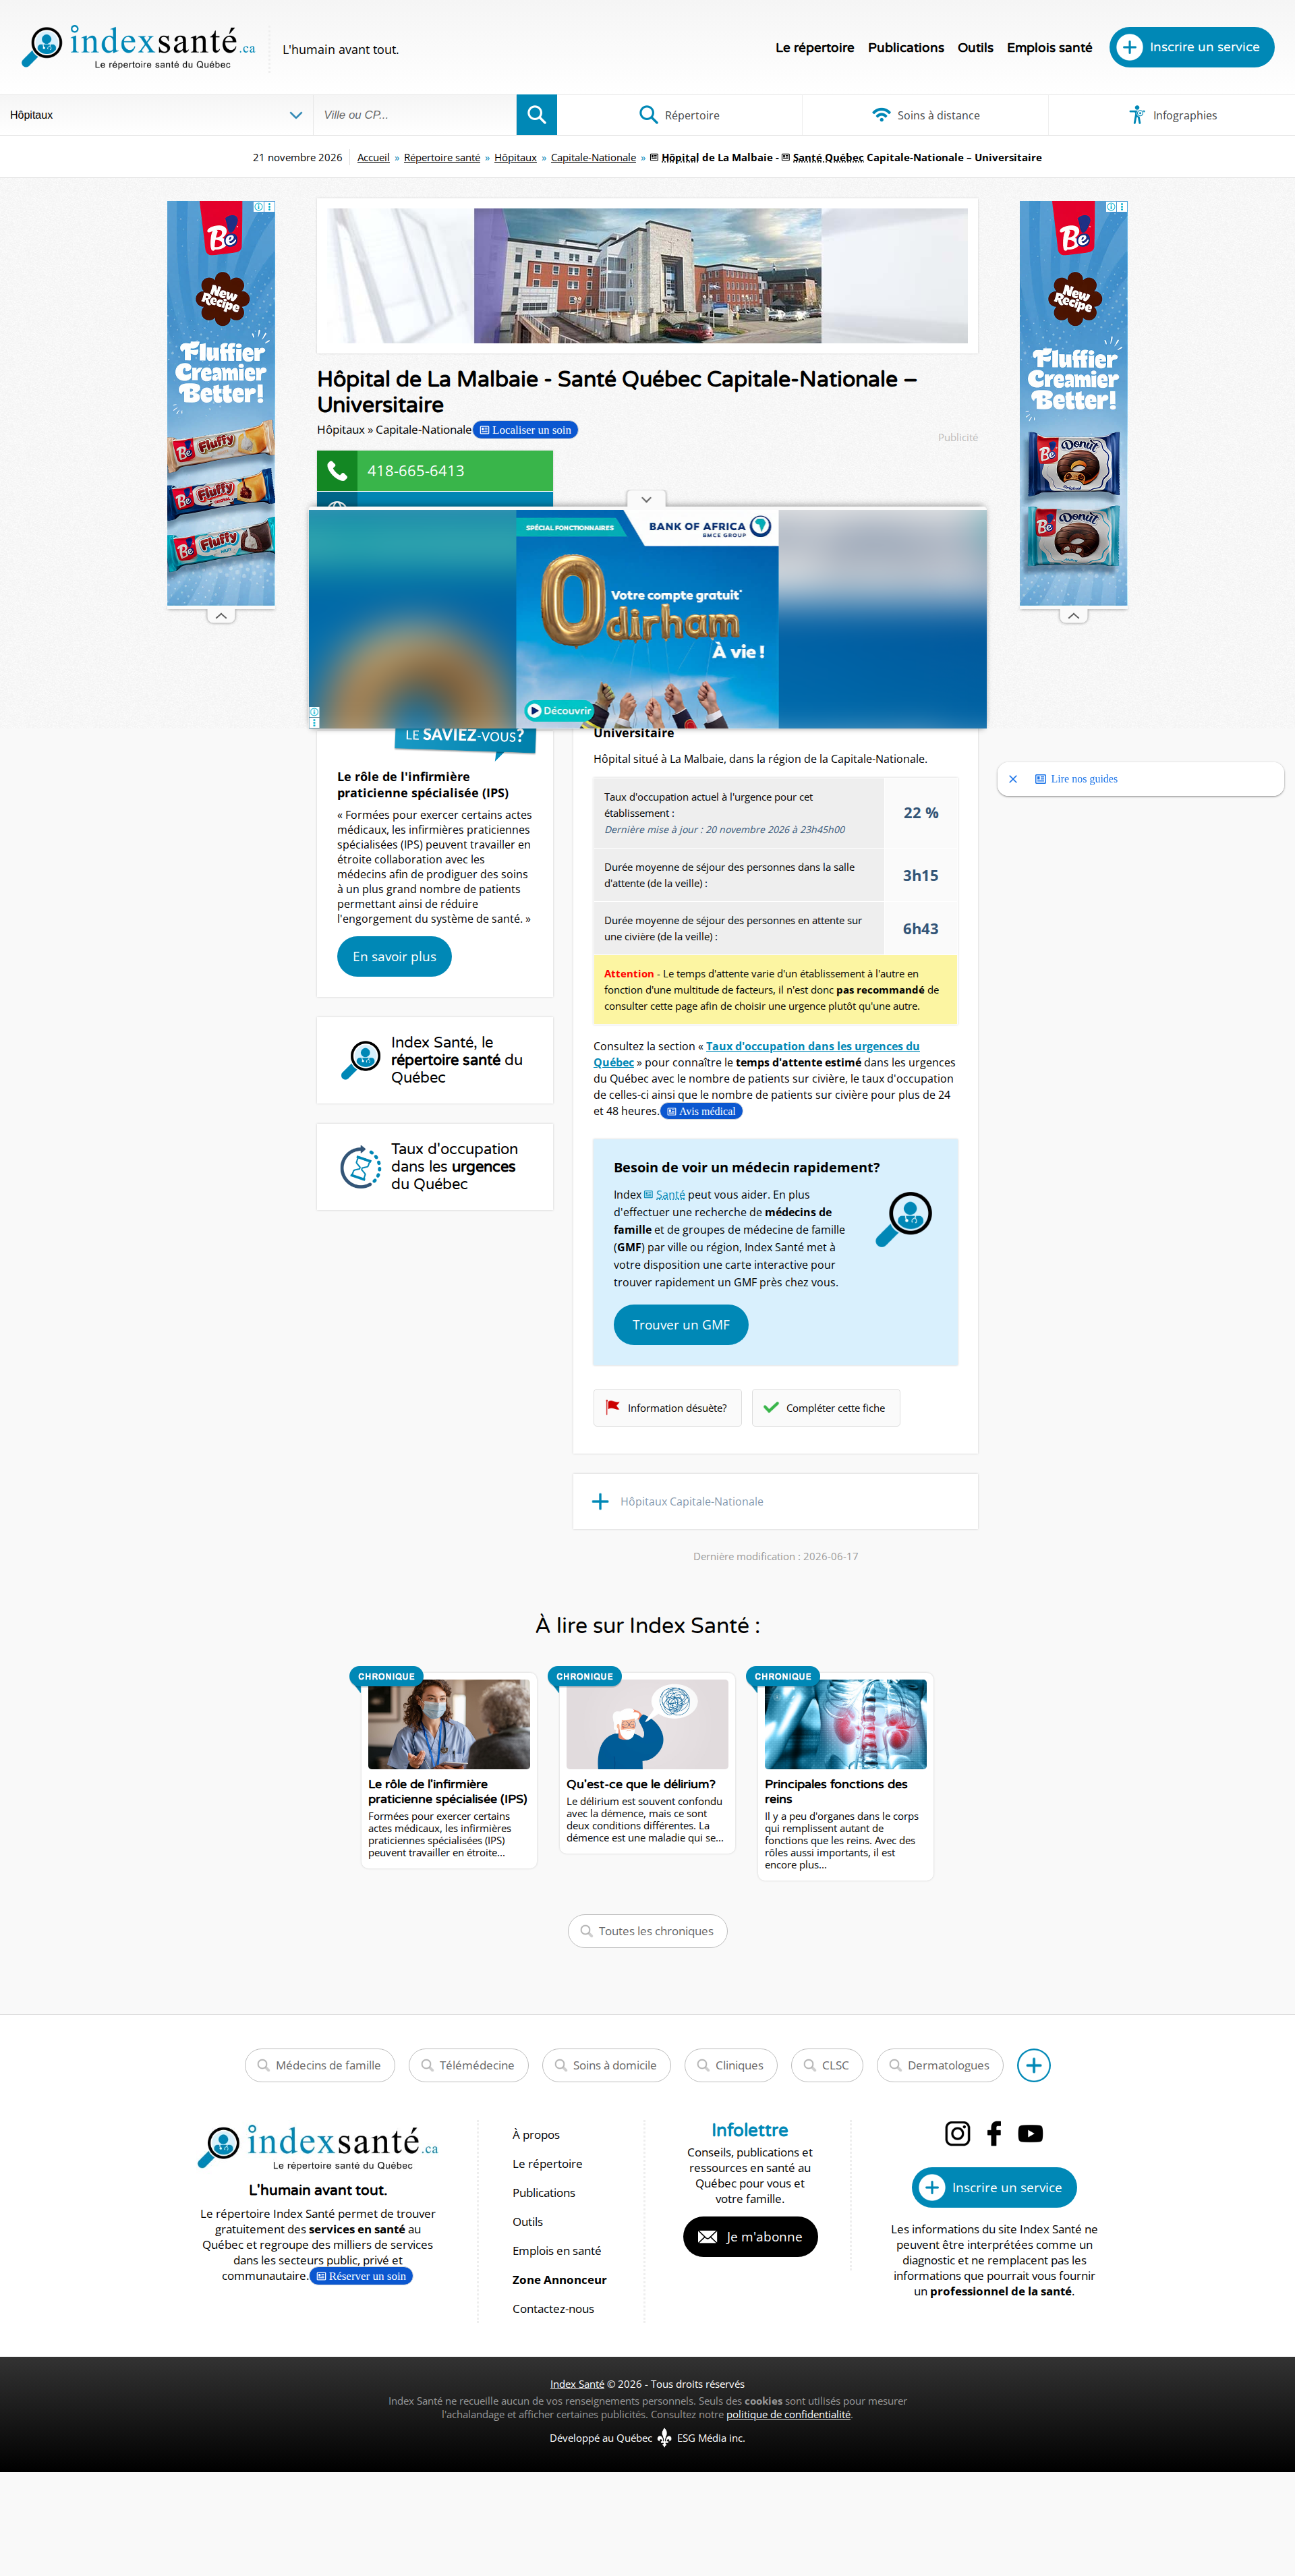 indexsanté.ca
Le répertoire santé du Québec
L'humain avant tout.
Le répertoire
Publications
Outils
Emplois santé
Inscrire un service
Hôpitaux
Ville ou CP...
Répertoire
Soins à distance
Infographies
21 novembre 2026
Accueil » Répertoire santé » Hôpitaux » Capitale-Nationale » Hôpital de La Malbaie - Santé Québec Capitale-Nationale – Universitaire
Be
New
Recipe
Fluffier
Creamier
Better!
Be Fluffy
Be Fluffy
Be Fluffy
Be
New
Recipe
Fluffier
Creamier
Better!
Be Donut
Be Donut
Hôpital de La Malbaie - Santé Québec Capitale-Nationale –
Universitaire
Hôpitaux » Capitale-Nationale Localiser un soin
Publicité
418-665-6413
SPÉCIAL FONCTIONNAIRES
BANK OF AFRICA
BMCE GROUP
Votre compte gratuit*
0 dirham
À vie !
Découvrir
LE SAVIEZ-VOUS?
Le rôle de l'infirmière
praticienne spécialisée (IPS)
« Formées pour exercer certains actes
médicaux, les infirmières praticiennes
spécialisées (IPS) peuvent travailler en
étroite collaboration avec les
médecins afin de prodiguer des soins
à un plus grand nombre de patients
permettant ainsi de réduire
l'engorgement du système de santé. »
En savoir plus
Index Santé, le
répertoire santé du
Québec
Taux d'occupation
dans les urgences
du Québec
Universitaire
Hôpital situé à La Malbaie, dans la région de la Capitale-Nationale.
Taux d'occupation actuel à l'urgence pour cet
établissement :
Dernière mise à jour : 20 novembre 2026 à 23h45h00
22 %
Durée moyenne de séjour des personnes dans la salle
d'attente (de la veille) :
3h15
Durée moyenne de séjour des personnes en attente sur
une civière (de la veille) :
6h43
Attention - Le temps d'attente varie d'un établissement à l'autre en
fonction d'une multitude de facteurs, il n'est donc pas recommandé de
consulter cette page afin de choisir une urgence plutôt qu'une autre.
Consultez la section « Taux d'occupation dans les urgences du
Québec » pour connaître le temps d'attente estimé dans les urgences
du Québec avec le nombre de patients sur civière, le taux d'occupation
de celles-ci ainsi que le nombre de patients sur civière pour plus de 24
et 48 heures. Avis médical
Lire nos guides
Besoin de voir un médecin rapidement?
Index Santé peut vous aider. En plus
d'effectuer une recherche de médecins de
famille et de groupes de médecine de famille
(GMF) par ville ou région, Index Santé met à
votre disposition une carte interactive pour
trouver rapidement un GMF près chez vous.
Trouver un GMF
Information désuète?
Compléter cette fiche
Hôpitaux Capitale-Nationale
Dernière modification : 2026-06-17
À lire sur Index Santé :
CHRONIQUE
Le rôle de l'infirmière
praticienne spécialisée (IPS)
Formées pour exercer certains
actes médicaux, les infirmières
praticiennes spécialisées (IPS)
peuvent travailler en étroite...
CHRONIQUE
Qu'est-ce que le délirium?
Le délirium est souvent confondu
avec la démence, mais ce sont
deux conditions différentes. La
démence est une maladie qui se...
CHRONIQUE
Principales fonctions des
reins
Il y a peu d'organes dans le corps
qui remplissent autant de
fonctions que les reins. Avec des
rôles aussi importants, il est
encore plus...
Toutes les chroniques
Médecins de famille
Télémédecine
Soins à domicile
Cliniques
CLSC
Dermatologues
indexsanté.ca
Le répertoire santé du Québec
L'humain avant tout.
Le répertoire Index Santé permet de trouver
gratuitement des services en santé au
Québec et regroupe des milliers de services
dans les secteurs public, privé et
communautaire. Réserver un soin
À propos
Le répertoire
Publications
Outils
Emplois en santé
Zone Annonceur
Contactez-nous
Infolettre
Conseils, publications et
ressources en santé au
Québec pour vous et
votre famille.
Je m'abonne
Inscrire un service
Les informations du site Index Santé ne
peuvent être interprétées comme un
diagnostic et ne remplacent pas les
informations que pourrait vous fournir
un professionnel de la santé.
Index Santé © 2026 - Tous droits réservés
Index Santé ne recueille aucun de vos renseignements personnels. Seuls des cookies sont utilisés pour mesurer
l'achalandage et afficher certaines publicités. Consultez notre politique de confidentialité.
Développé au Québec ESG Média inc.